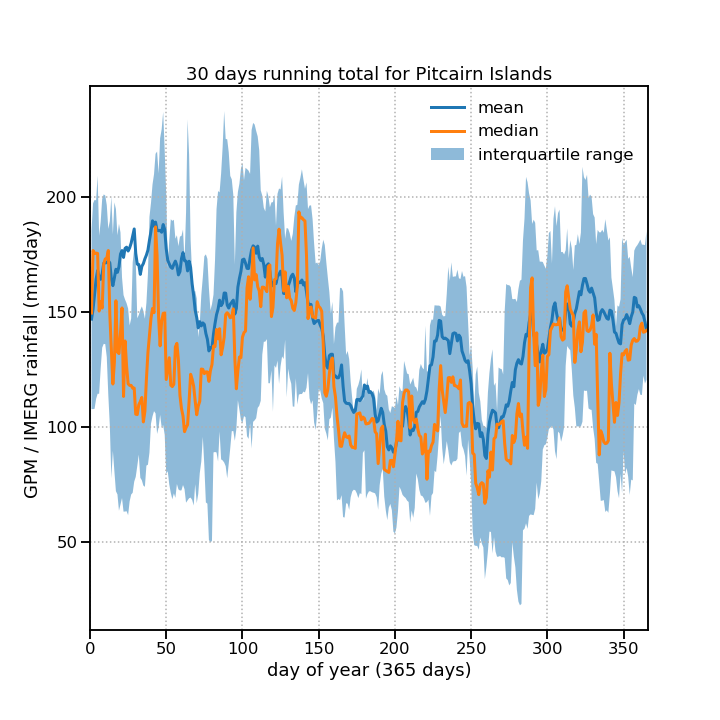 30 days running total for Pitcairn Islands
mean
median
interquartile range
200
150
100
50
GPM / IMERG rainfall (mm/day)
0 50 100 150 200 250 300 350
day of year (365 days)